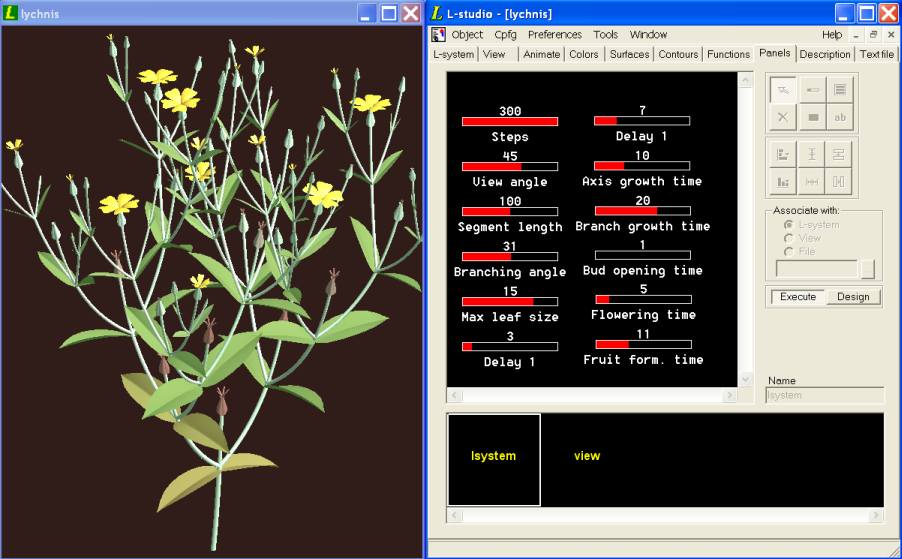 lychnis
L-studio - [lychnis]
Object Cpfg Preferences Tools Window Help
L-system View Animate Colors Surfaces Contours Functions Panels Description Text file
300
Steps
7
Delay 1
45
View angle
10
Axis growth time
100
Segment length
20
Branch growth time
31
Branching angle
1
Bud opening time
15
Max leaf size
5
Flowering time
3
Delay 1
11
Fruit form. time
ab
Associate with:
L-system
View
File
Execute Design
Name
lsystem
lsystem view